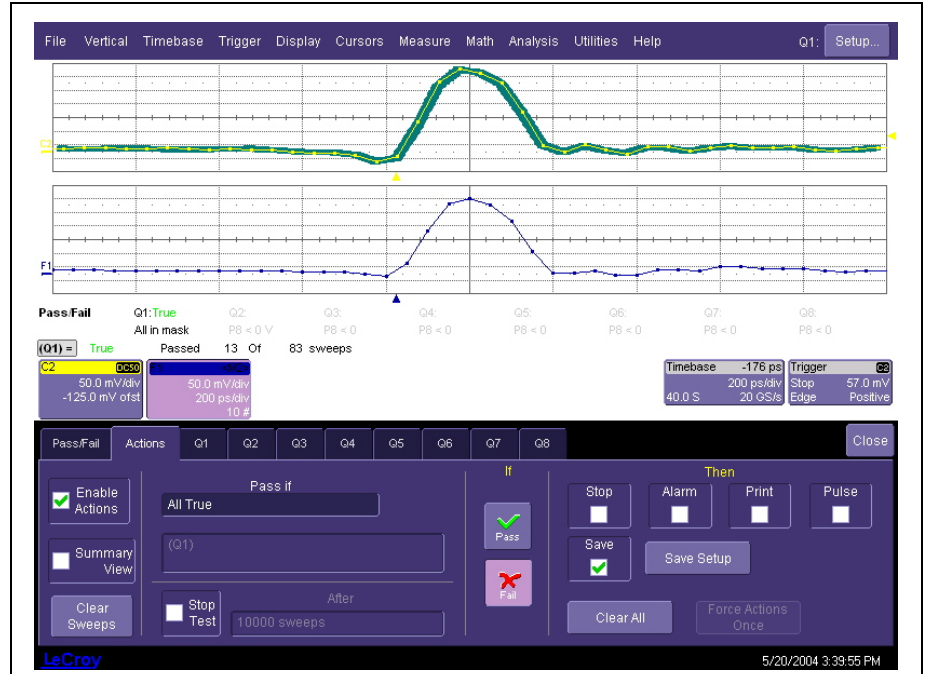 File Vertical Timebase Trigger Display Cursors Measure Math Analysis Utilities Help Q1: Setup...
C2
F1
Pass/Fail Q1:True Q2: Q3: Q4: Q5: Q6: Q7: Q8:
All in mask P8 < 0 V P8 < 0 P8 < 0 P8 < 0 P8 < 0 P8 < 0 P8 < 0
(Q1) = True Passed 13 Of 83 sweeps
C2 DC50
50.0 mV/div 50.0 mV/div
-125.0 mV ofst 200 ps/div
10 #
Timebase -176 ps Trigger C2
200 ps/div Stop 57.0 mV
40.0 S 20 GS/s Edge Positive
Pass/Fail Actions Q1 Q2 Q3 Q4 Q5 Q6 Q7 Q8 Close
If Then
Enable Actions
Pass if
All True
Stop Alarm Print Pulse
Pass
(Q1)
Summary View
Save
Save Setup
Fail
Clear Sweeps
Stop Test
After
10000 sweeps
Clear All
Force Actions Once
LeCroy 5/20/2004 3:39:55 PM